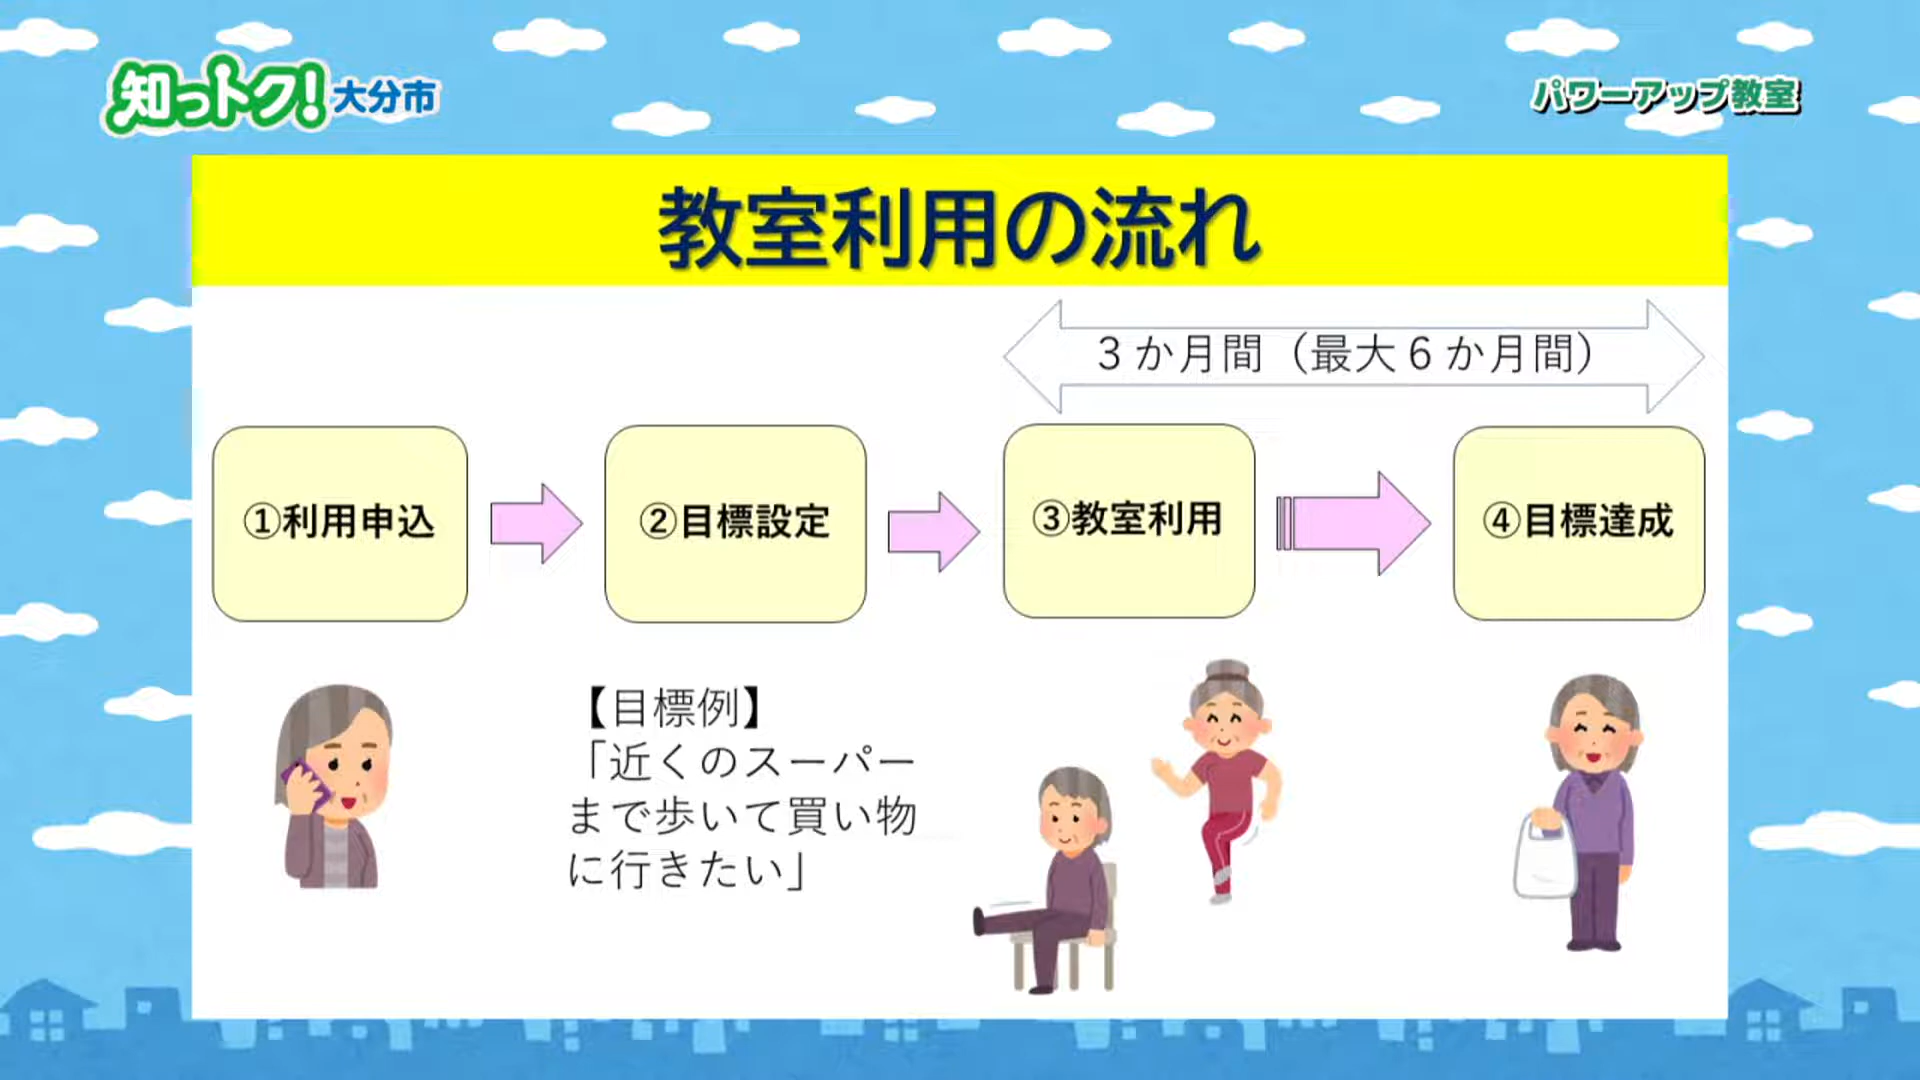 知っトク!大分市
パワーアップ教室
教室利用の流れ
3か月間（最大6か月間）
①利用申込
②目標設定
③教室利用
④目標達成
【目標例】
「近くのスーパー
まで歩いて買い物
に行きたい」